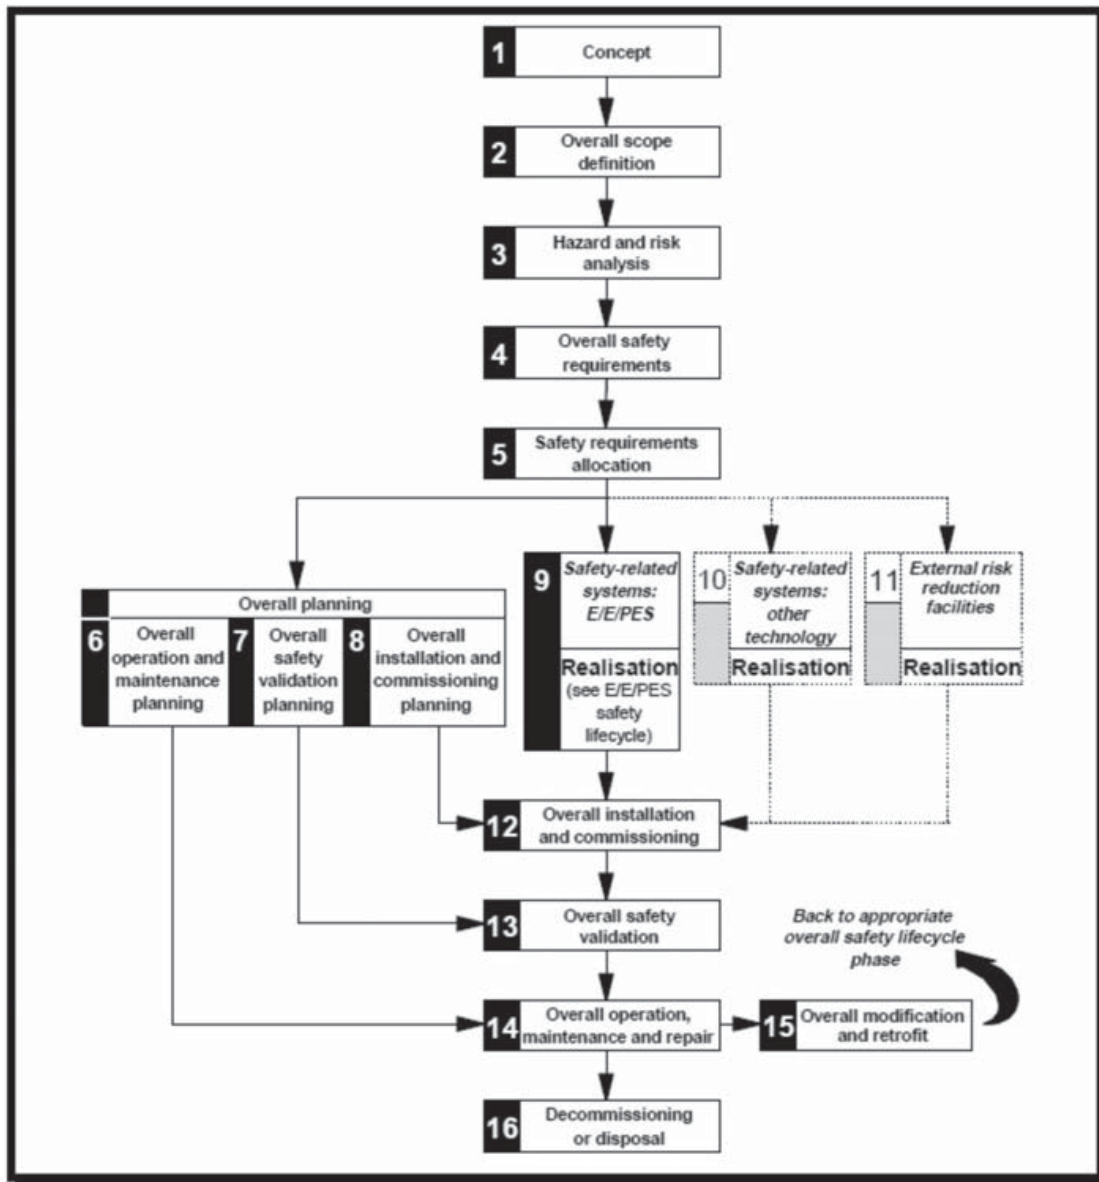 1
Concept
2
Overall scope
definition
3
Hazard and risk
analysis
4
Overall safety
requirements
5
Safety requirements
allocation
Overall planning
6
Overall
operation and
maintenance
planning
7
Overall
safety
validation
planning
8
Overall
installation and
commissioning
planning
9
Safety-related
systems:
E/E/PES
Realisation
(see E/E/PES
safety
lifecycle)
10
Safety-related
systems:
other
technology
Realisation
11
External risk
reduction
facilities
Realisation
12
Overall installation
and commissioning
13
Overall safety
validation
Back to appropriate
overall safety lifecycle
phase
14
Overall operation,
maintenance and repair
15
Overall modification
and retrofit
16
Decommissioning
or disposal